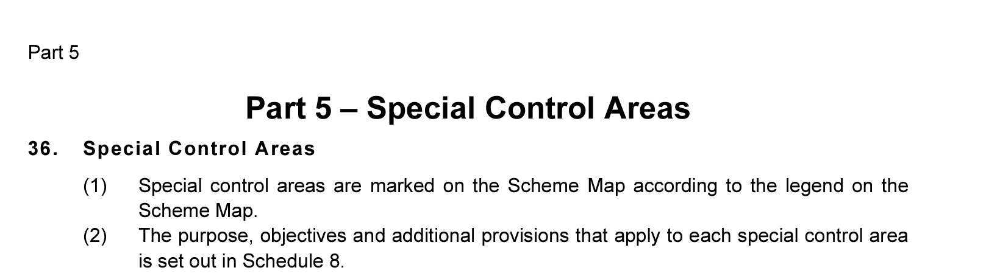 Part 5
Part 5 – Special Control Areas
36. Special Control Areas
(1) Special control areas are marked on the Scheme Map according to the legend on the
Scheme Map.
(2) The purpose, objectives and additional provisions that apply to each special control area
is set out in Schedule 8.